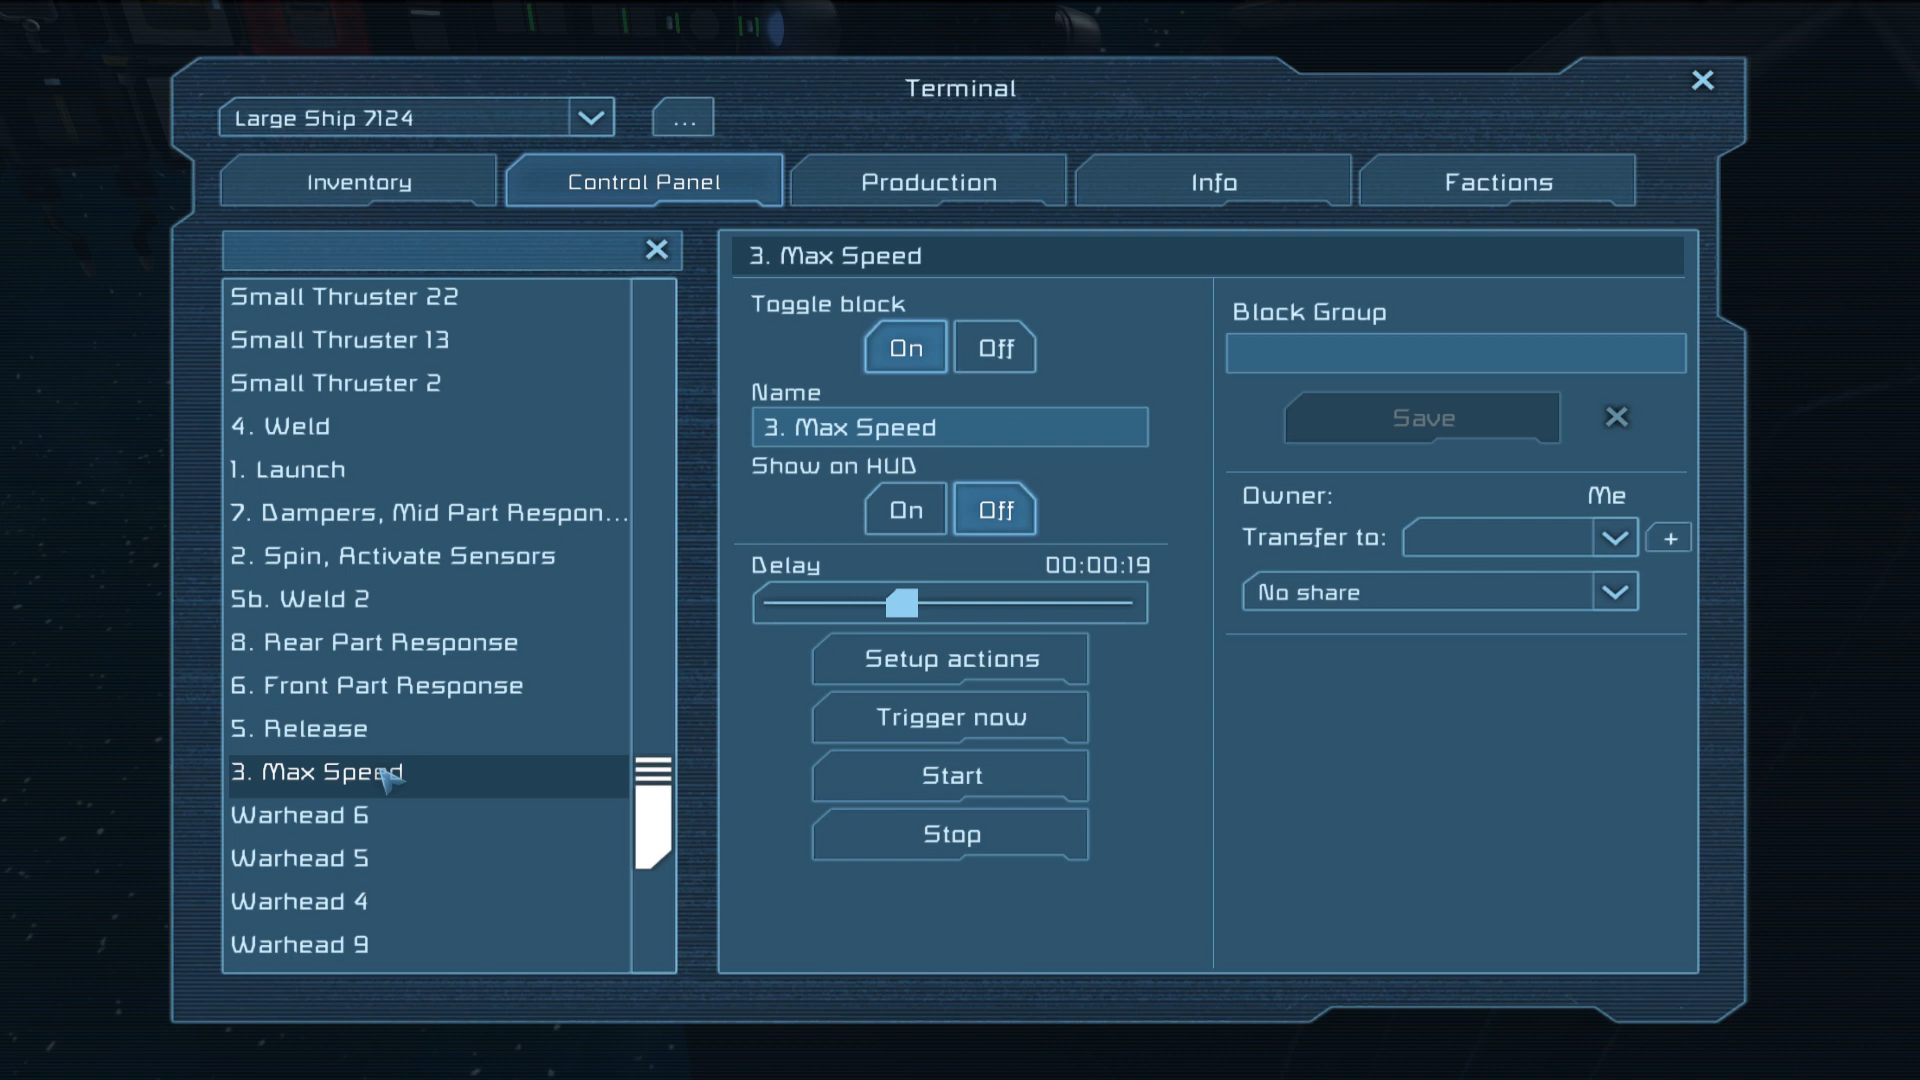 Terminal
Large Ship 7124
...
Inventory
Control Panel
Production
Info
Factions
Small Thruster 22
Small Thruster 13
Small Thruster 2
4. Weld
1. Launch
7. Dampers, Mid Part Respon...
2. Spin, Activate Sensors
5b. Weld 2
8. Rear Part Response
6. Front Part Response
5. Release
3. Max Speed
Warhead 6
Warhead 5
Warhead 4
Warhead 9
3. Max Speed
Toggle block
On
Off
Name
3. Max Speed
Show on HUD
On
Off
Delay
00:00:19
Setup actions
Trigger now
Start
Stop
Block Group
Save
Owner:
Me
Transfer to:
+
No share